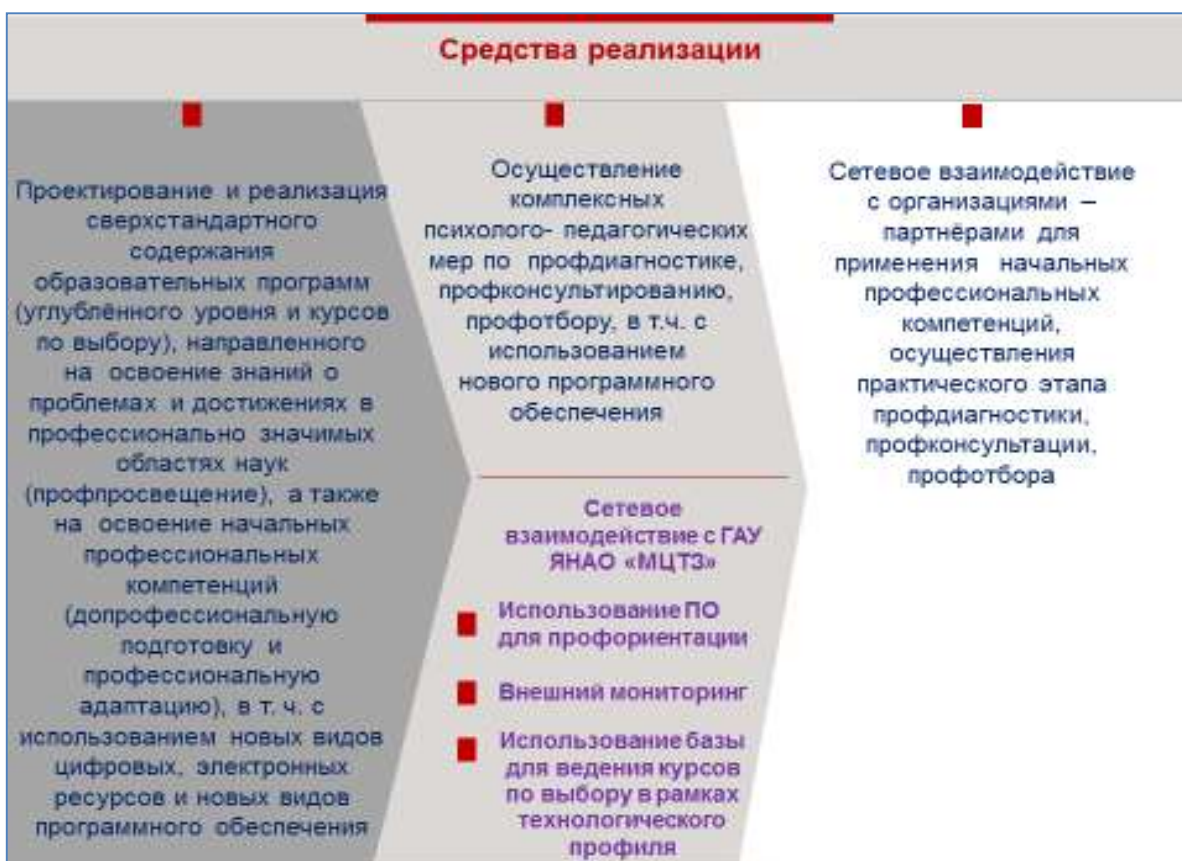 Средства реализации
Проектирование и реализация
сверхстандартного
содержания
образовательных программ
(углублённого уровня и курсов
по выбору), направленного
на освоение знаний о
проблемах и достижениях в
профессионально значимых
областях наук
(профпросвещение), а также
на освоение начальных
профессиональных
компетенций
(допрофессиональную
подготовку и
профессиональную
адаптацию), в т. ч. с
использованием новых видов
цифровых, электронных
ресурсов и новых видов
программного обеспечения
Осуществление
комплексных
психолого- педагогических
мер по профдиагностике,
профконсультированию,
профотбору, в т.ч. с
использованием
нового программного
обеспечения
Сетевое
взаимодействие с ГАУ
ЯНАО «МЦТЗ»
Использование ПО
для профориентации
Внешний мониторинг
Использование базы
для ведения курсов
по выбору в рамках
технологического
профиля
Сетевое взаимодействие
с организациями –
партнёрами для
применения начальных
профессиональных
компетенций,
осуществления
практического этапа
профдиагностики,
профконсультации,
профотбора